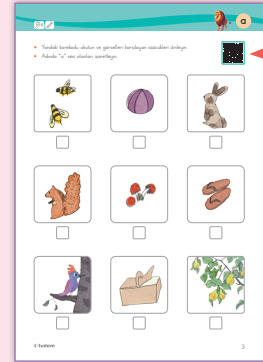 a
Yandaki karekodu okutun ve görselleri karşılayan sözcükleri dinleyin.
Adında "a" sesi olanları işaretleyin.
3